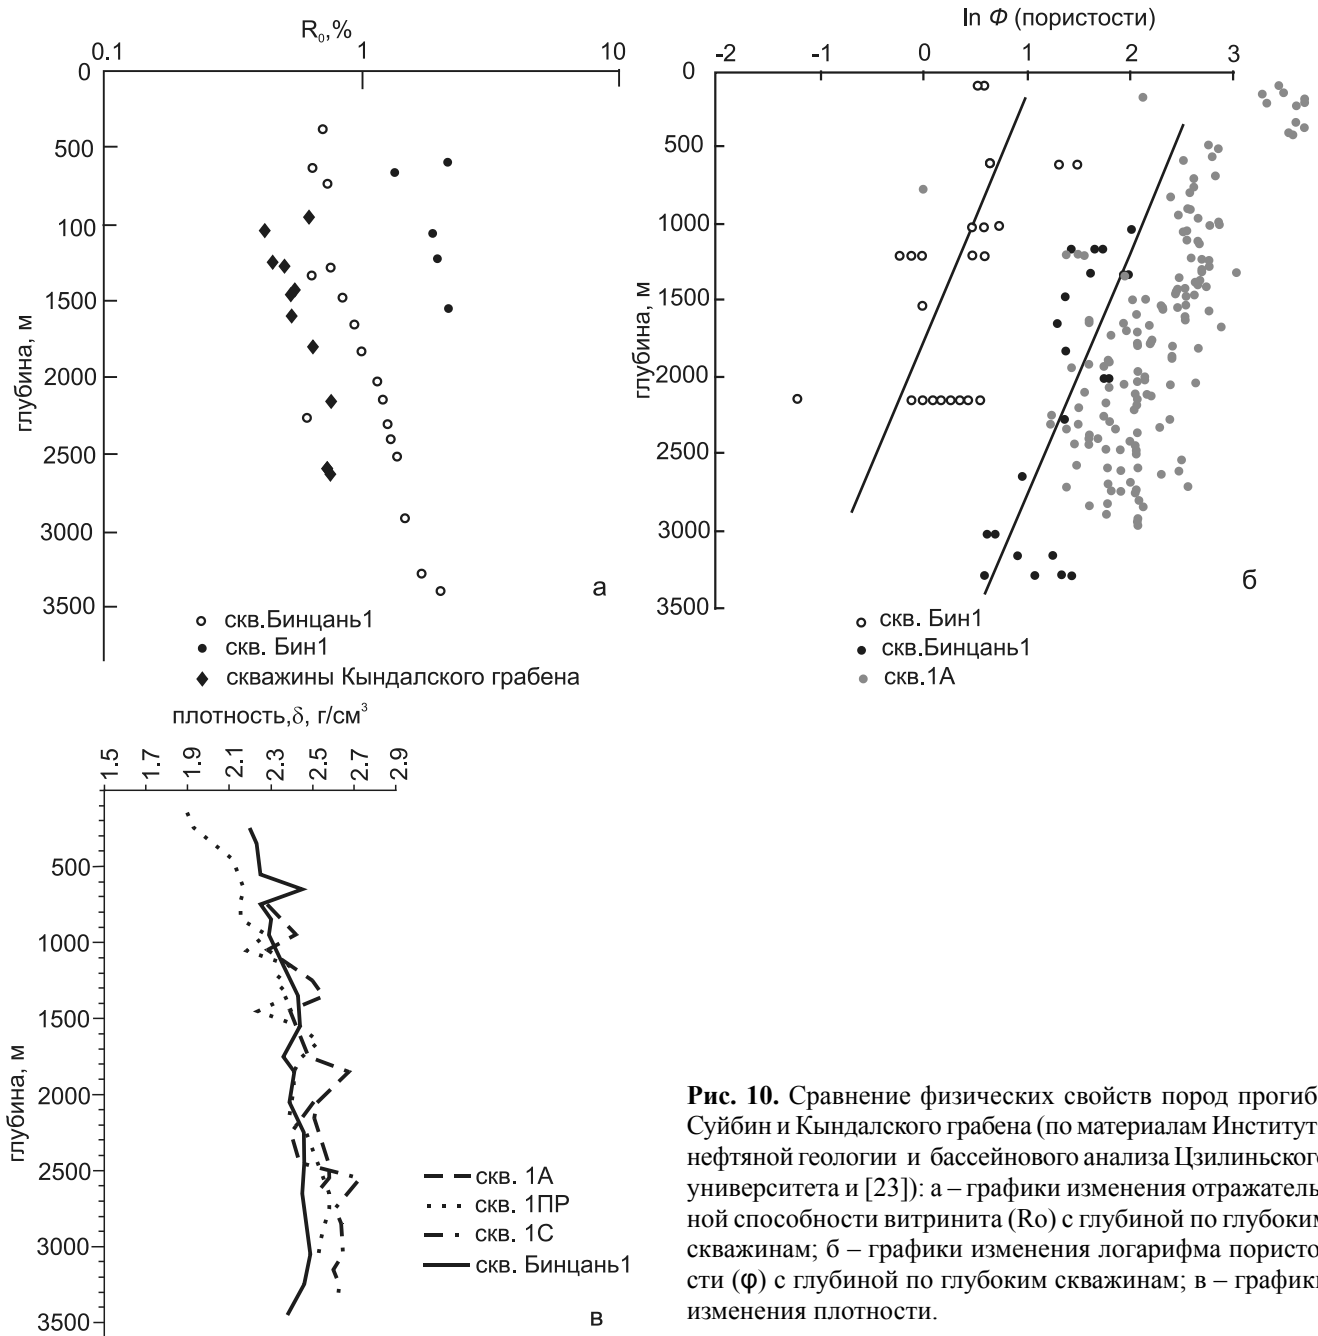 R₀,%
0.1 1 10
0
500
100
1500
2000
2500
3000
3500
глубина, м
а
скв.Бинцань1
скв. Бин1
скважины Кындалского грабена
ln Φ (пористости)
-2 -1 0 1 2 3
0
500
1000
1500
2000
2500
3000
3500
глубина, м
б
скв. Бин1
скв.Бинцань1
скв.1А
плотность,δ, г/см³
1.5 1.7 1.9 2.1 2.3 2.5 2.7 2.9
500
1000
1500
2000
2500
3000
3500
глубина, м
скв. 1А
скв. 1ПР
скв. 1С
скв. Бинцань1
в
Рис. 10. Сравнение физических свойств пород прогиб
Суйбин и Кындалского грабена (по материалам Институт
нефтяной геологии и бассейнового анализа Цзилиньского
университета и [23]): а – графики изменения отражатель
ной способности витринита (Ro) с глубиной по глубоким
скважинам; б – графики изменения логарифма пористо
сти (φ) с глубиной по глубоким скважинам; в – графики
изменения плотности.